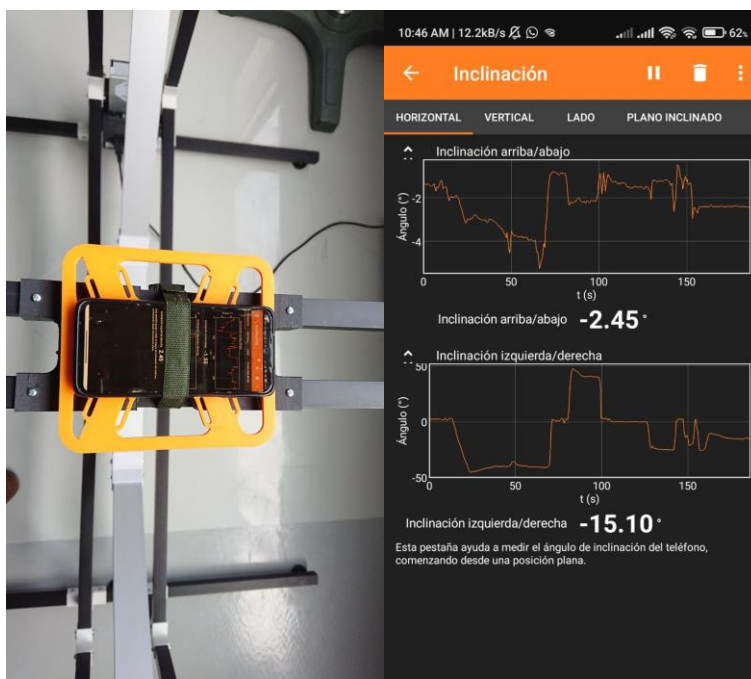 10:46 AM | 12.2kB/s 62%
Inclinación
HORIZONTAL VERTICAL LADO PLANO INCLINADO
Inclinación arriba/abajo
-2
-4
Ángulo (°)
0 50 100 150
t (s)
Inclinación arriba/abajo -2.45 °
Inclinación izquierda/derecha
50
0
-50
Ángulo (°)
0 50 100 150
t (s)
Inclinación izquierda/derecha -15.10 °
Esta pestaña ayuda a medir el ángulo de inclinación del teléfono,
comenzando desde una posición plana.